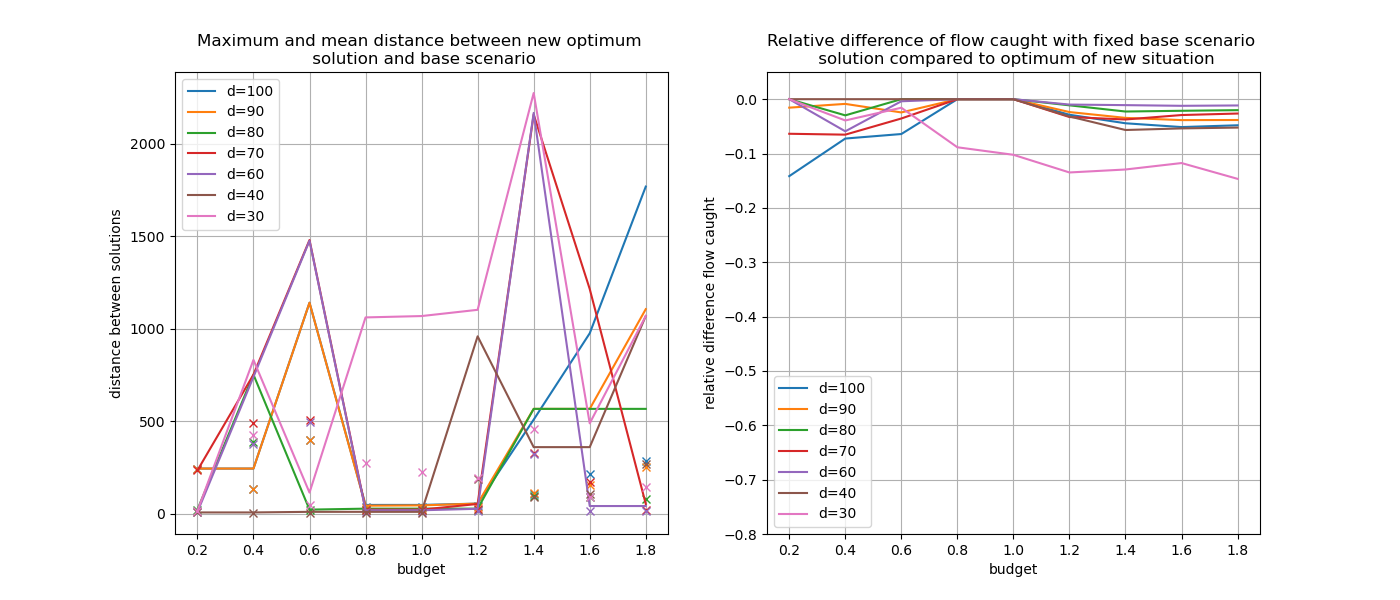 Maximum and mean distance between new optimum
solution and base scenario
distance between solutions
2000
1500
1000
500
0
d=100
d=90
d=80
d=70
d=60
d=40
d=30
0.2 0.4 0.6 0.8 1.0 1.2 1.4 1.6 1.8
budget
Relative difference of flow caught with fixed base scenario
solution compared to optimum of new situation
relative difference flow caught
0.0
−0.1
−0.2
−0.3
−0.4
−0.5
−0.6
−0.7
−0.8
d=100
d=90
d=80
d=70
d=60
d=40
d=30
0.2 0.4 0.6 0.8 1.0 1.2 1.4 1.6 1.8
budget